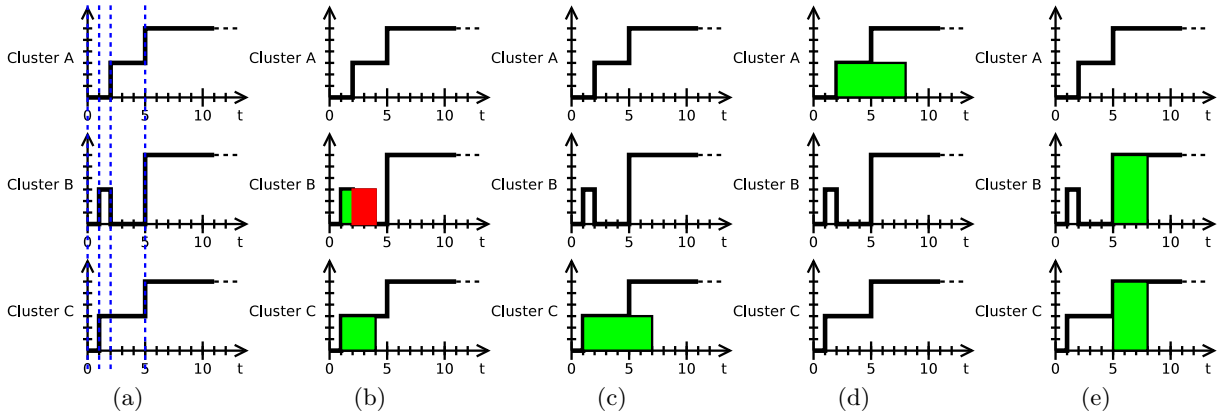 Cluster A Cluster A Cluster A Cluster A Cluster A
0 5 10 t 0 5 10 t 0 5 10 t 0 5 10 t 0 5 10 t
Cluster B Cluster B Cluster B Cluster B Cluster B
0 5 10 t 0 5 10 t 0 5 10 t 0 5 10 t 0 5 10 t
Cluster C Cluster C Cluster C Cluster C Cluster C
0 5 10 t 0 5 10 t 0 5 10 t 0 5 10 t 0 5 10 t
(a) (b) (c) (d) (e)